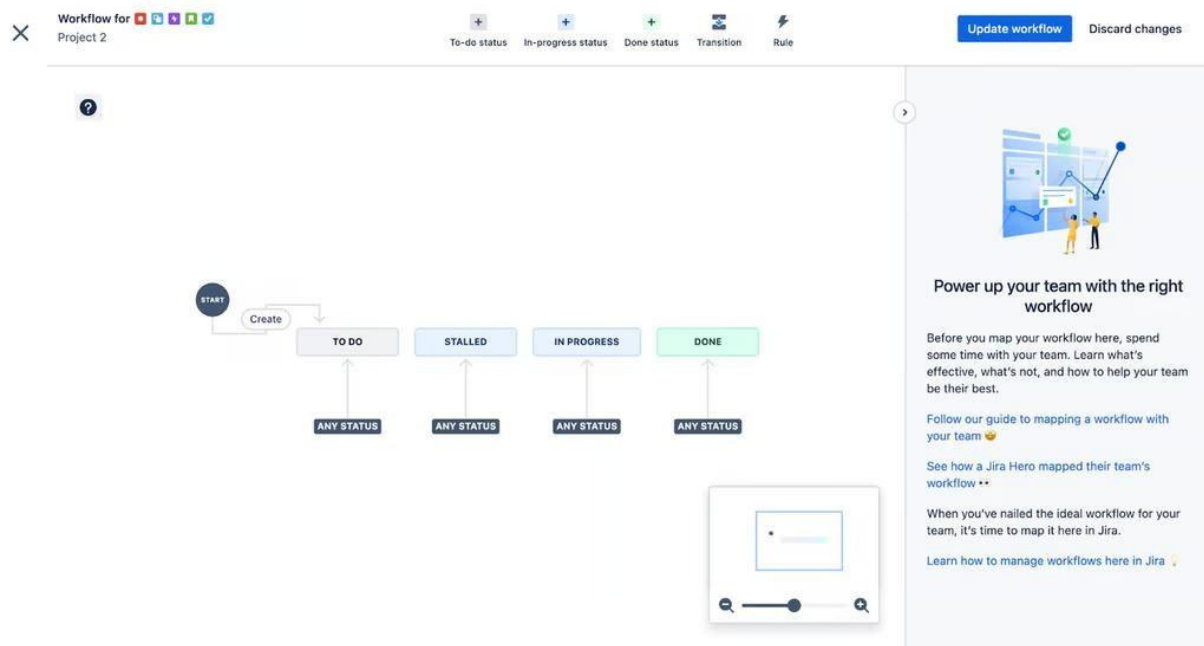 Workflow for
Project 2
To-do status
In-progress status
Done status
Transition
Rule
Update workflow
Discard changes
START
Create
TO DO
STALLED
IN PROGRESS
DONE
ANY STATUS
ANY STATUS
ANY STATUS
ANY STATUS
Power up your team with the right
workflow
Before you map your workflow here, spend
some time with your team. Learn what's
effective, what's not, and how to help your team
be their best.
Follow our guide to mapping a workflow with
your team 🤩
See how a Jira Hero mapped their team's
workflow 👀
When you've nailed the ideal workflow for your
team, it's time to map it here in Jira.
Learn how to manage workflows here in Jira 💡